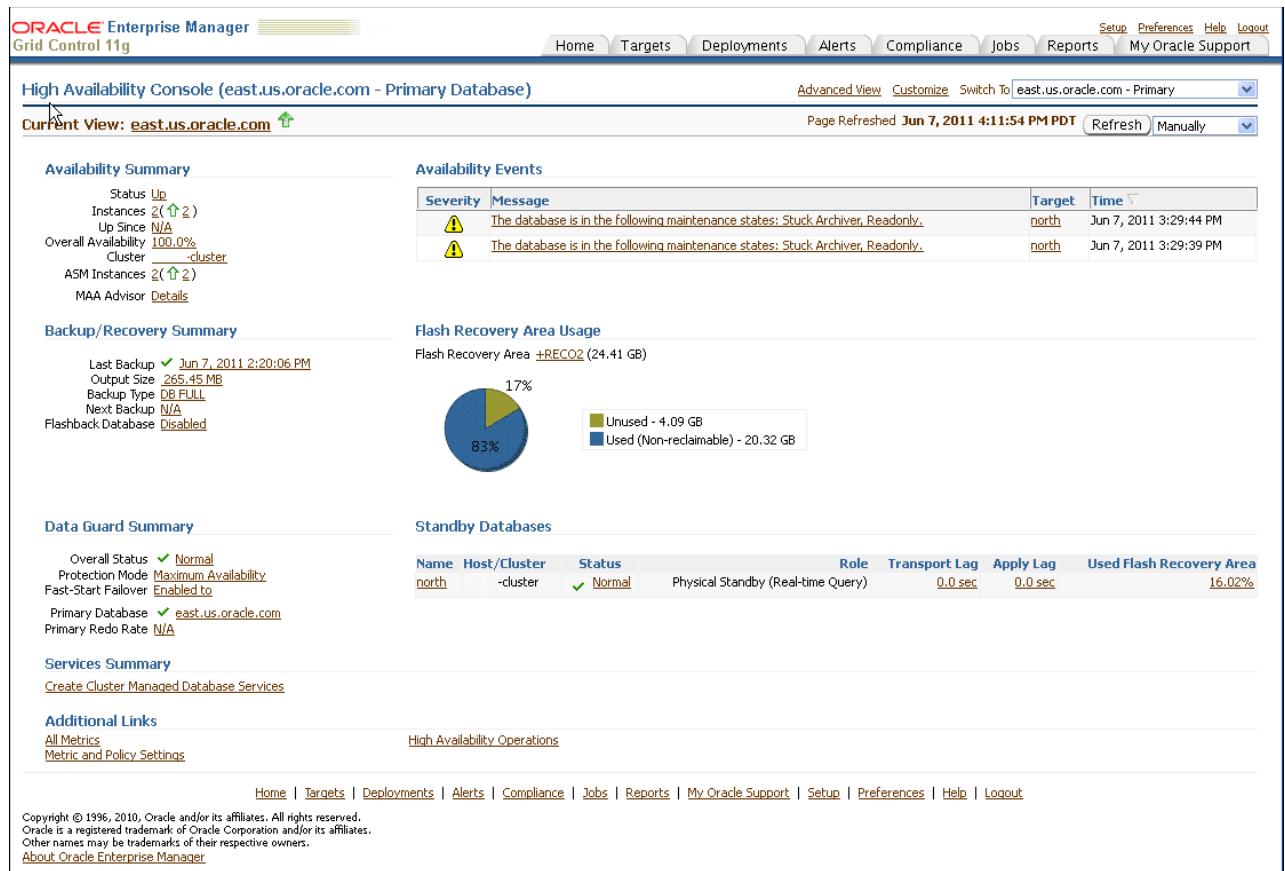 ORACLE Enterprise Manager
Grid Control 11g
Setup Preferences Help Logout
Home Targets Deployments Alerts Compliance Jobs Reports My Oracle Support
High Availability Console (east.us.oracle.com - Primary Database)
Advanced View Customize Switch To east.us.oracle.com - Primary
Current View: east.us.oracle.com
Page Refreshed Jun 7, 2011 4:11:54 PM PDT Refresh Manually
Availability Summary
Status Up
Instances 2( 2 )
Up Since N/A
Overall Availability 100.0%
Cluster -cluster
ASM Instances 2( 2 )
MAA Advisor Details
Availability Events
Severity Message Target Time
The database is in the following maintenance states: Stuck Archiver, Readonly. north Jun 7, 2011 3:29:44 PM
The database is in the following maintenance states: Stuck Archiver, Readonly. north Jun 7, 2011 3:29:39 PM
Backup/Recovery Summary
Last Backup Jun 7, 2011 2:20:06 PM
Output Size 265.45 MB
Backup Type DB FULL
Next Backup N/A
Flashback Database Disabled
Flash Recovery Area Usage
Flash Recovery Area +RECO2 (24.41 GB)
17%
83%
Unused - 4.09 GB
Used (Non-reclaimable) - 20.32 GB
Data Guard Summary
Overall Status Normal
Protection Mode Maximum Availability
Fast-Start Failover Enabled to
Primary Database east.us.oracle.com
Primary Redo Rate N/A
Standby Databases
Name Host/Cluster Status Role Transport Lag Apply Lag Used Flash Recovery Area
north -cluster Normal Physical Standby (Real-time Query) 0.0 sec 0.0 sec 16.02%
Services Summary
Create Cluster Managed Database Services
Additional Links
All Metrics
Metric and Policy Settings
High Availability Operations
Home | Targets | Deployments | Alerts | Compliance | Jobs | Reports | My Oracle Support | Setup | Preferences | Help | Logout
Copyright © 1996, 2010, Oracle and/or its affiliates. All rights reserved.
Oracle is a registered trademark of Oracle Corporation and/or its affiliates.
Other names may be trademarks of their respective owners.
About Oracle Enterprise Manager